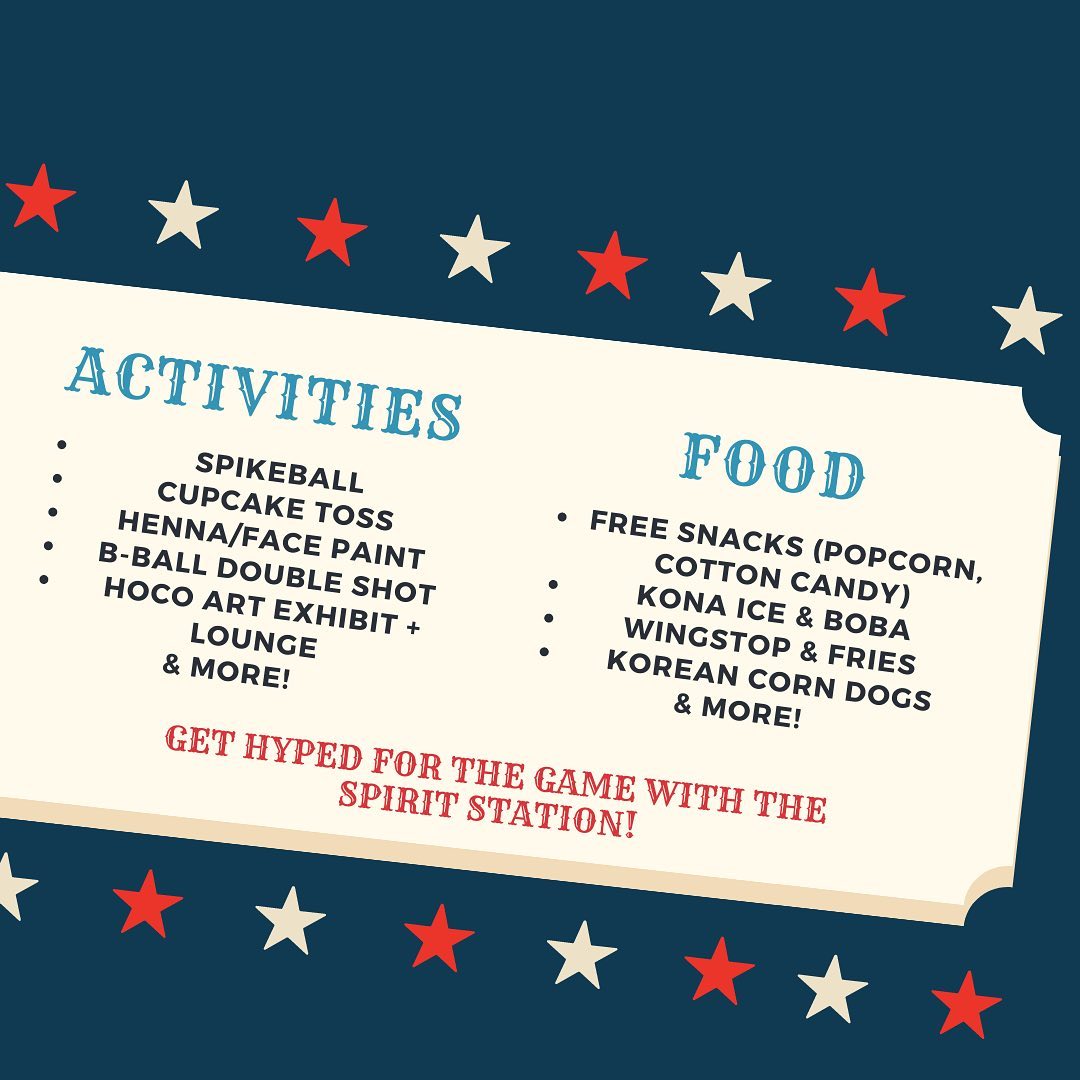 ACTIVITIES
• SPIKEBALL
• CUPCAKE TOSS
• HENNA/FACE PAINT
• B-BALL DOUBLE SHOT
• HOCO ART EXHIBIT +
LOUNGE
& MORE!
FOOD
• FREE SNACKS (POPCORN,
COTTON CANDY)
• KONA ICE & BOBA
• WINGSTOP & FRIES
• KOREAN CORN DOGS
& MORE!
GET HYPED FOR THE GAME WITH THE
SPIRIT STATION!